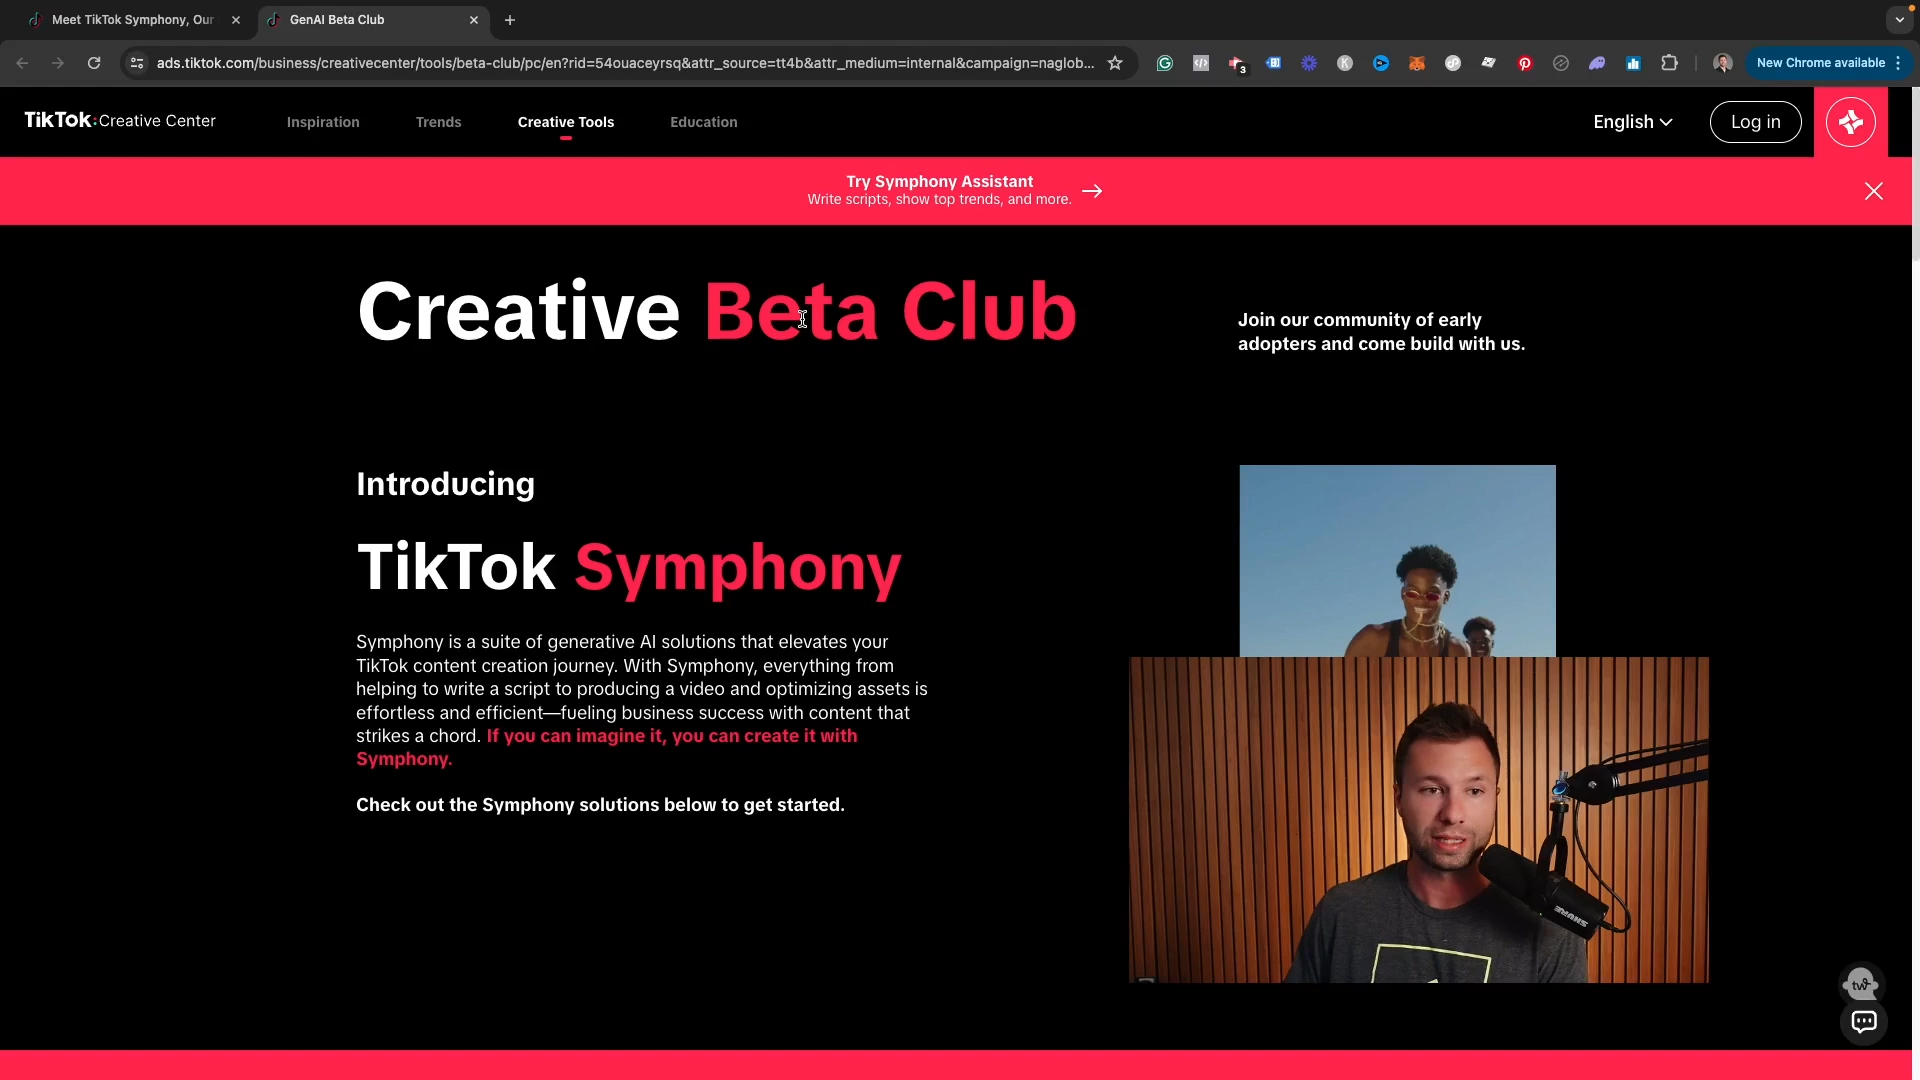 Meet TikTok Symphony, Our
GenAI Beta Club
ads.tiktok.com/business/creativecenter/tools/beta-club/pc/en?rid=54ouaceyrsq&attr_source=tt4b&attr_medium=internal&campaign=naglob...
3
New Chrome available
TikTok:Creative Center
Inspiration
Trends
Creative Tools
Education
English
Log in
Try Symphony Assistant
Write scripts, show top trends, and more.
Creative Beta Club
Join our community of early
adopters and come build with us.
Introducing
TikTok Symphony
Symphony is a suite of generative AI solutions that elevates your
TikTok content creation journey. With Symphony, everything from
helping to write a script to producing a video and optimizing assets is
effortless and efficient—fueling business success with content that
strikes a chord. If you can imagine it, you can create it with
Symphony.
Check out the Symphony solutions below to get started.
SHURE
tw